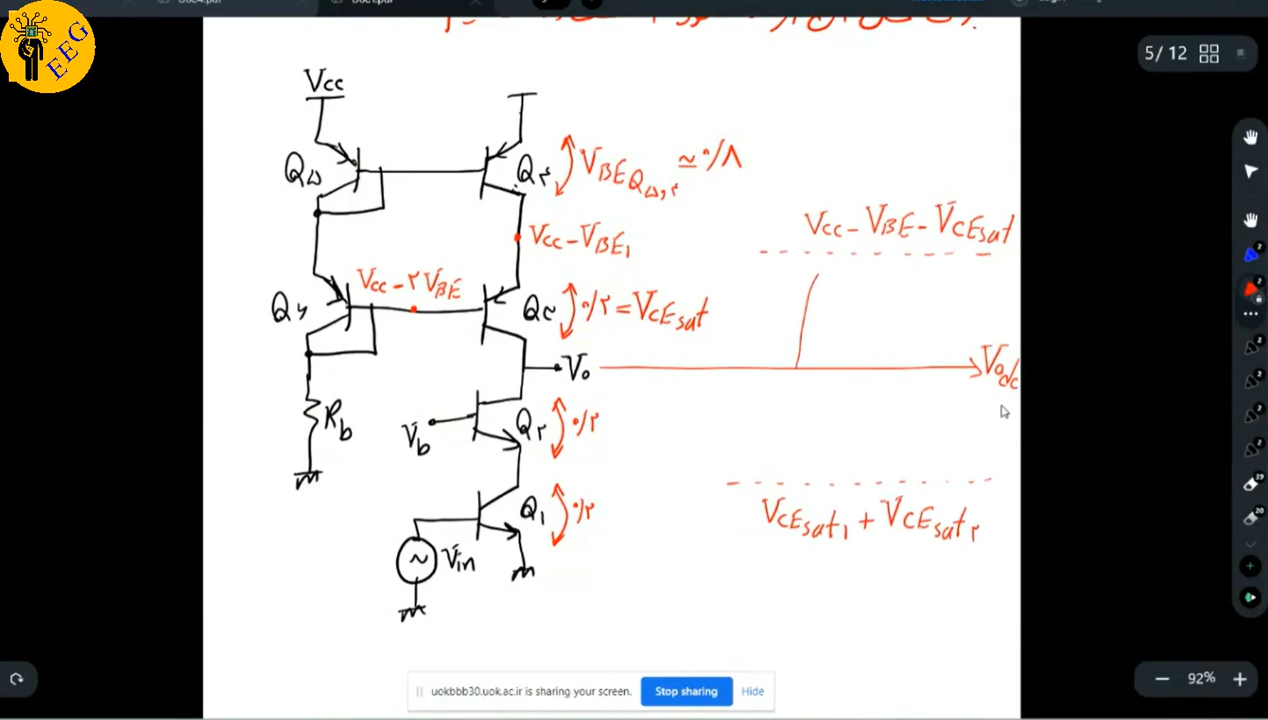 EEG
5/12
Vcc
Q۵
Q۴
VBEQ۵,۴ ≃ ۰/۸
Vcc - VBE - VCEsat
Vcc - VBE1
Vcc - ۲VBE
Q۶
Q۳
۰/۲ = VCEsat
Vo
Vodc
Rb
Vb
Q۲
۰/۲
VCEsat1 + VCEsat۲
Q1
۰/۲
Vin
uokbbb30.uok.ac.ir is sharing your screen.
Stop sharing
Hide
92%